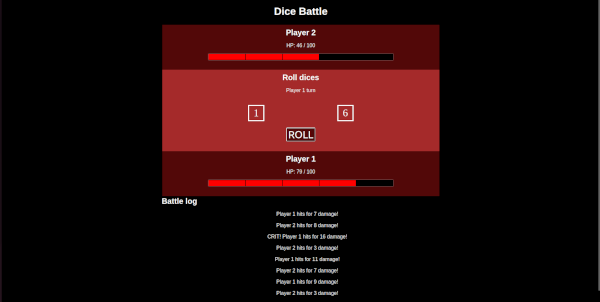 Dice Battle
Player 2
HP: 46 / 100
Roll dices
Player 1 turn
1 6
ROLL
Player 1
HP: 79 / 100
Battle log
Player 1 hits for 7 damage!
Player 2 hits for 8 damage!
CRIT! Player 1 hits for 16 damage!
Player 2 hits for 3 damage!
Player 1 hits for 11 damage!
Player 2 hits for 7 damage!
Player 1 hits for 9 damage!
Player 2 hits for 3 damage!